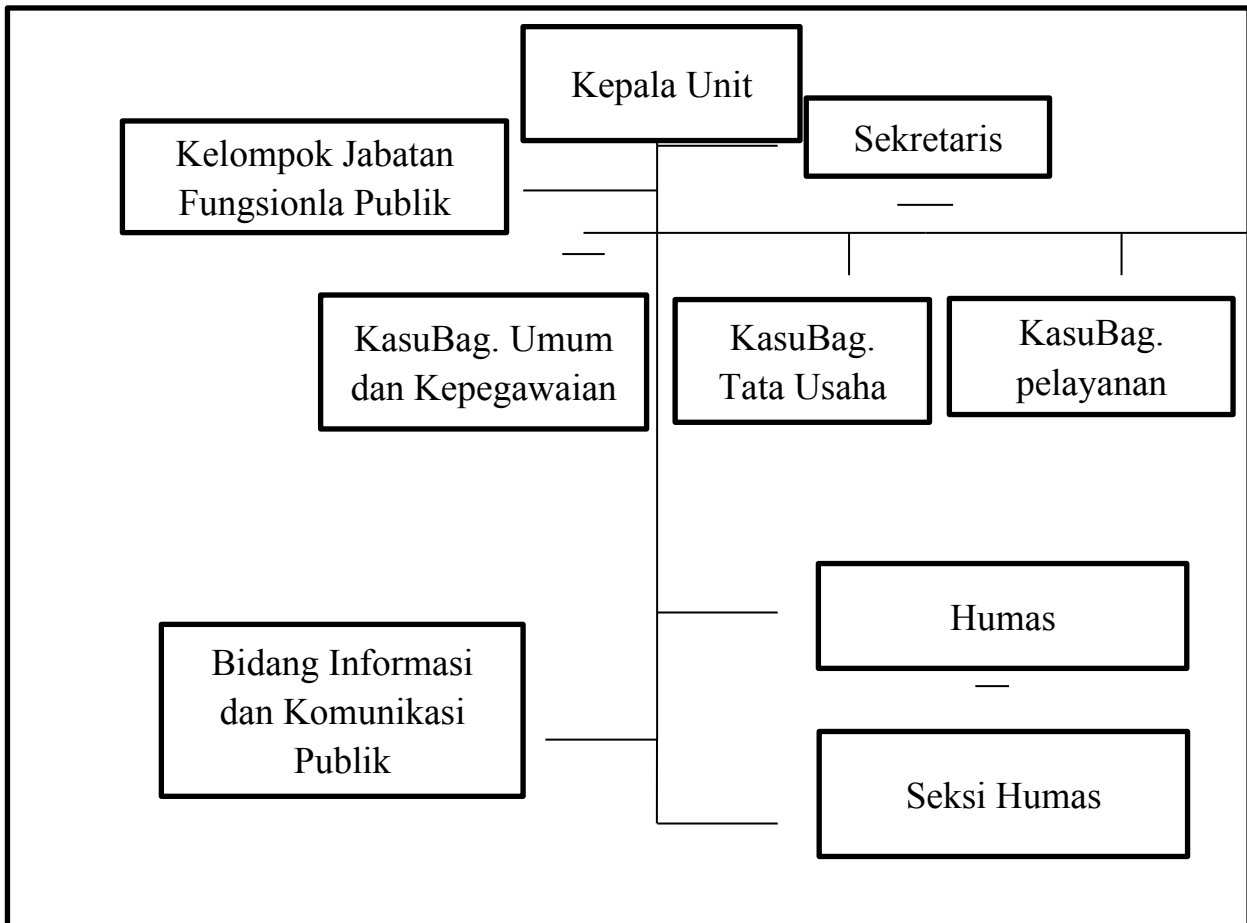 Kepala Unit
Sekretaris
Kelompok Jabatan
Fungsionla Publik
KasuBag. Umum
dan Kepegawaian
KasuBag.
Tata Usaha
KasuBag.
pelayanan
Humas
Bidang Informasi
dan Komunikasi
Publik
Seksi Humas